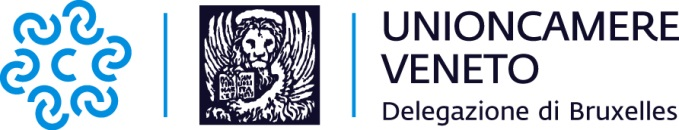 UNIONCAMERE
VENETO
Delegazione di Bruxelles